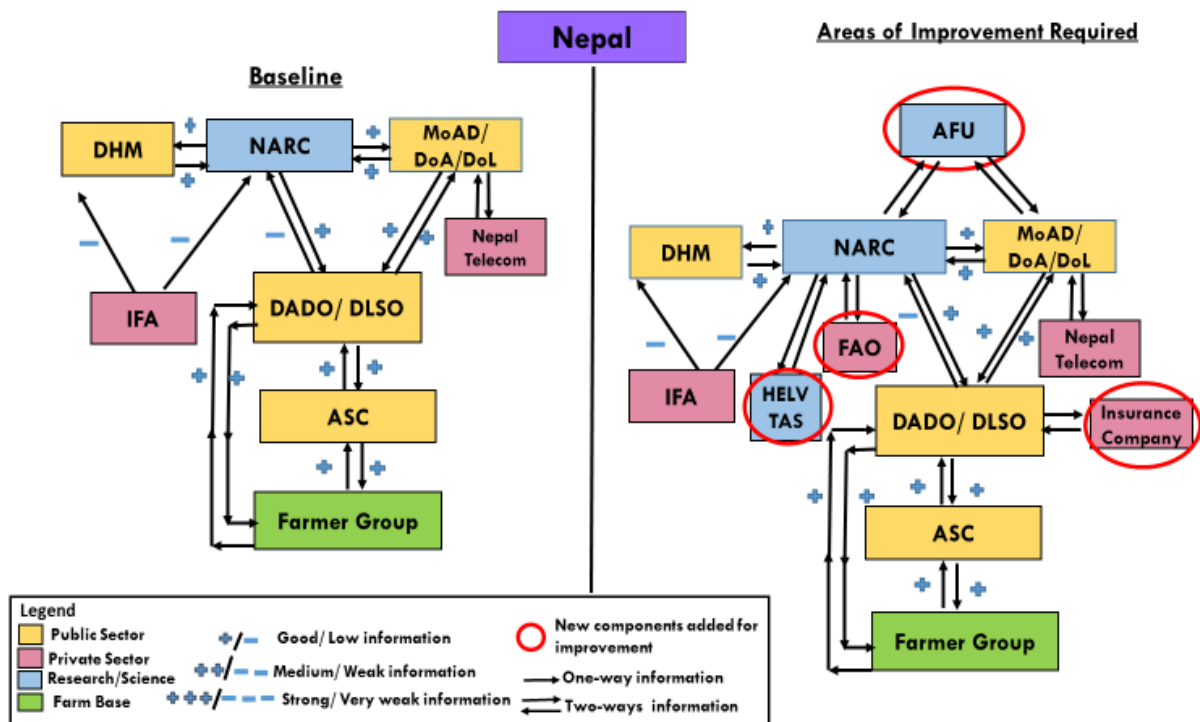 Nepal
Baseline
DHM
NARC
MoAD/
DoA/DoL
Nepal
Telecom
IFA
DADO/ DLSO
ASC
Farmer Group
Areas of Improvement Required
AFU
DHM
NARC
MoAD/
DoA/DoL
FAO
Nepal
Telecom
IFA
HELV
TAS
DADO/ DLSO
Insurance
Company
ASC
Farmer Group
Legend
Public Sector
Private Sector
Research/Science
Farm Base
+/− Good/ Low information
++/−− Medium/ Weak information
+++/−−− Strong/ Very weak information
New components added for
improvement
One-way information
Two-ways information